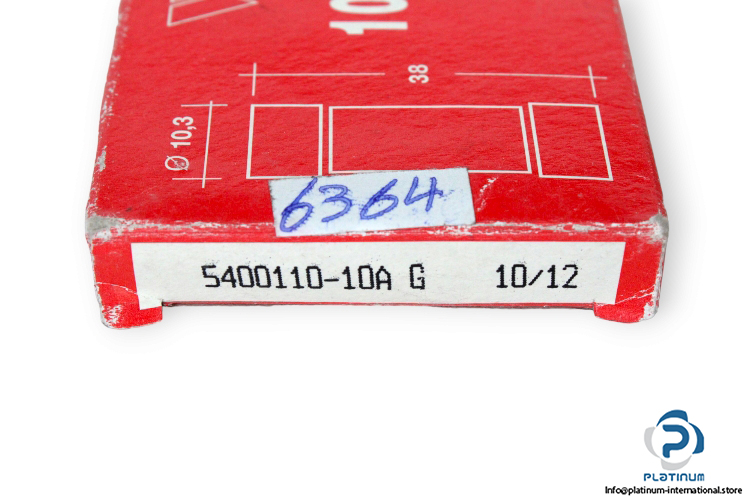 10
38
Ø 10,3
6364
5400110-10A G 10/12
PLATINUM
Info@platinum-international.store